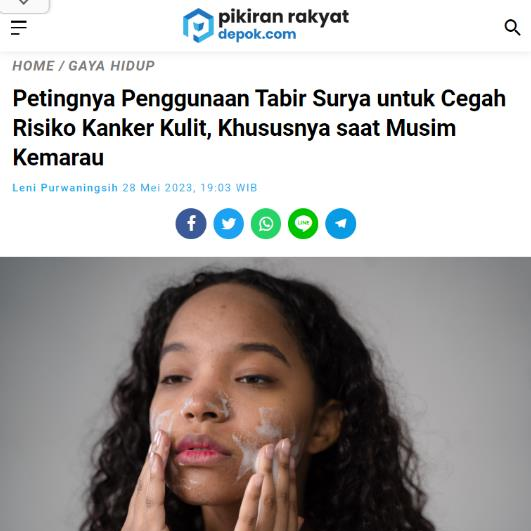 pikiran rakyat
depok.com
HOME / GAYA HIDUP
Petingnya Penggunaan Tabir Surya untuk Cegah
Risiko Kanker Kulit, Khususnya saat Musim
Kemarau
Leni Purwaningsih 28 Mei 2023, 19:03 WIB
LINE